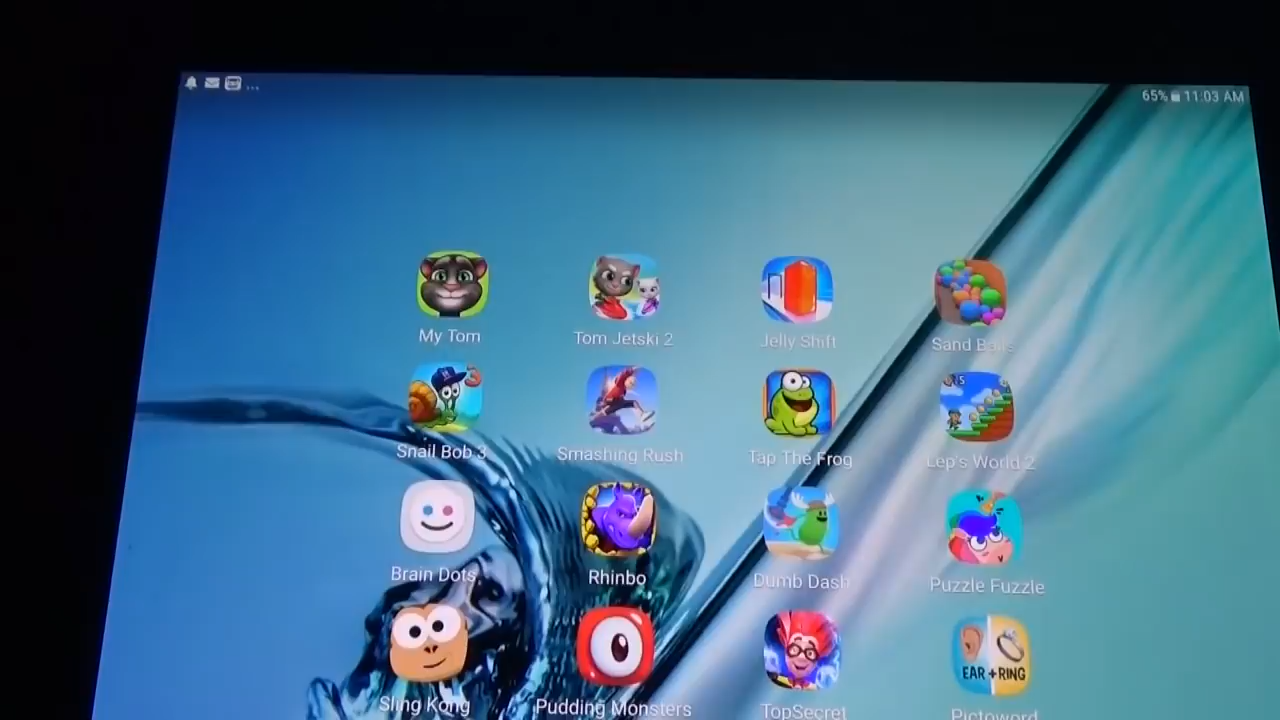 ... 65% 11:03 AM
My Tom Tom Jetski 2 Jelly Shift Sand Balls
Snail Bob 3 Smashing Rush Tap The Frog Lep's World 2
Brain Dots Rhinbo Dumb Dash Puzzle Fuzzle
EAR + RING
Sling Kong Pudding Monsters TopSecret Pictoword